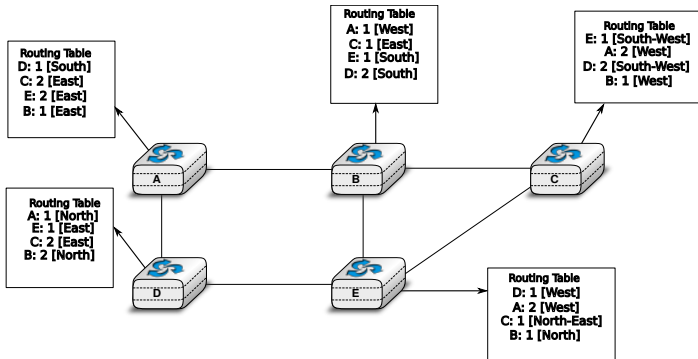 Routing Table
D: 1 [South]
C: 2 [East]
E: 2 [East]
B: 1 [East]
Routing Table
A: 1 [West]
C: 1 [East]
E: 1 [South]
D: 2 [South]
Routing Table
E: 1 [South-West]
A: 2 [West]
D: 2 [South-West]
B: 1 [West]
A
B
C
Routing Table
A: 1 [North]
E: 1 [East]
C: 2 [East]
B: 2 [North]
D
E
Routing Table
D: 1 [West]
A: 2 [West]
C: 1 [North-East]
B: 1 [North]